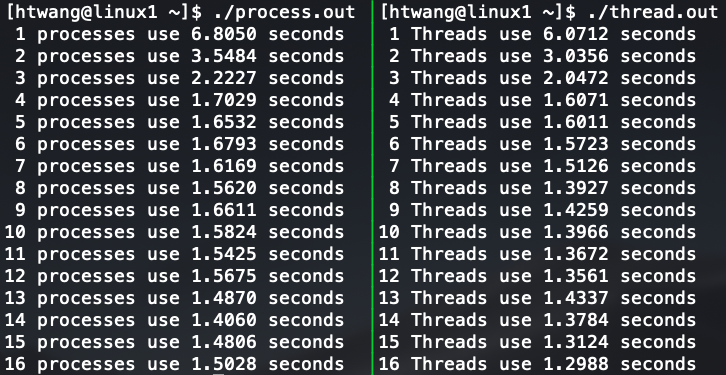 [htwang@linux1 ~]$ ./process.out
1 processes use 6.8050 seconds
2 processes use 3.5484 seconds
3 processes use 2.2227 seconds
4 processes use 1.7029 seconds
5 processes use 1.6532 seconds
6 processes use 1.6793 seconds
7 processes use 1.6169 seconds
8 processes use 1.5620 seconds
9 processes use 1.6611 seconds
10 processes use 1.5824 seconds
11 processes use 1.5425 seconds
12 processes use 1.5675 seconds
13 processes use 1.4870 seconds
14 processes use 1.4060 seconds
15 processes use 1.4806 seconds
16 processes use 1.5028 seconds
[htwang@linux1 ~]$ ./thread.out
1 Threads use 6.0712 seconds
2 Threads use 3.0356 seconds
3 Threads use 2.0472 seconds
4 Threads use 1.6071 seconds
5 Threads use 1.6011 seconds
6 Threads use 1.5723 seconds
7 Threads use 1.5126 seconds
8 Threads use 1.3927 seconds
9 Threads use 1.4259 seconds
10 Threads use 1.3966 seconds
11 Threads use 1.3672 seconds
12 Threads use 1.3561 seconds
13 Threads use 1.4337 seconds
14 Threads use 1.3784 seconds
15 Threads use 1.3124 seconds
16 Threads use 1.2988 seconds